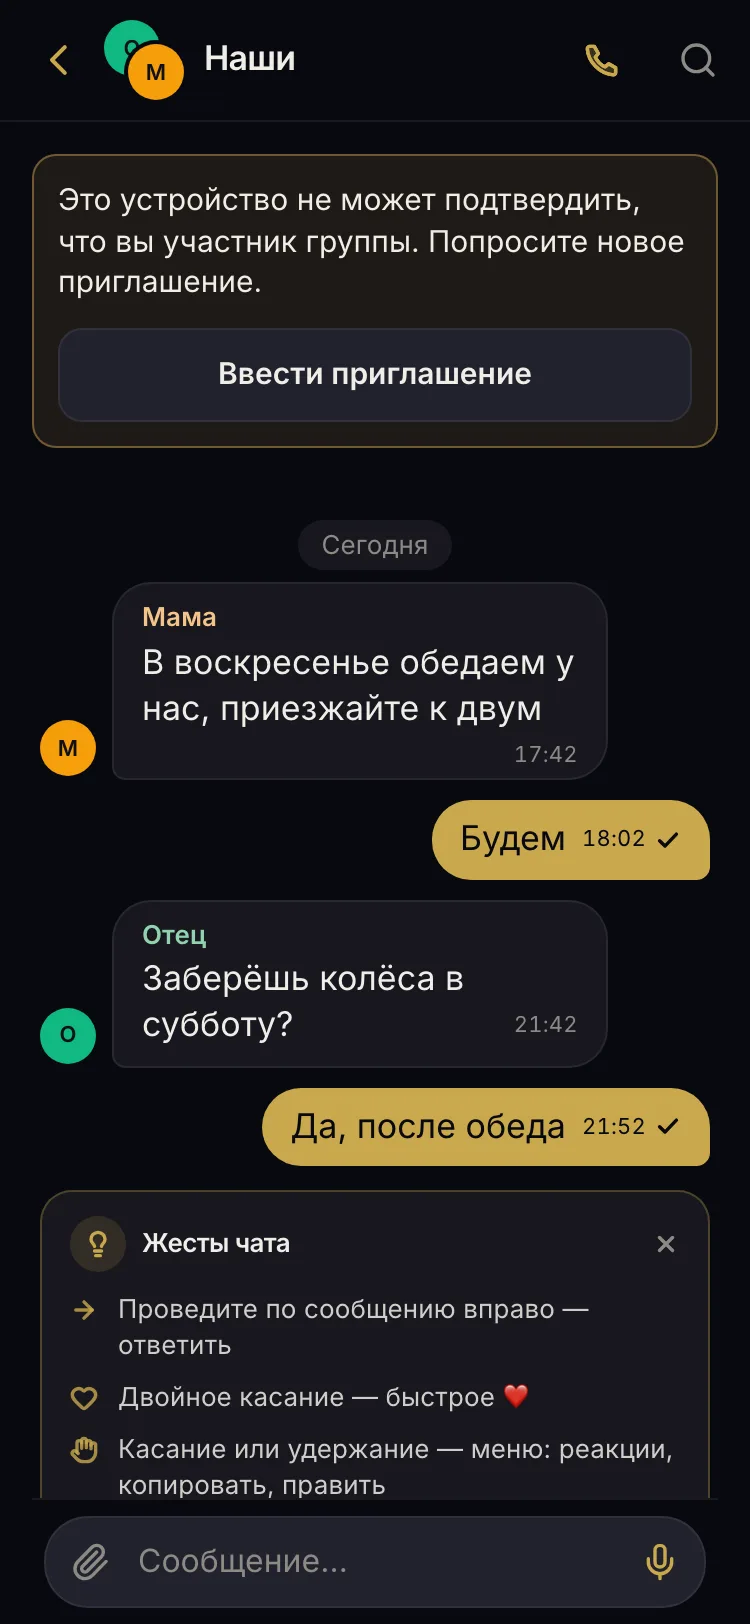 О
М
Наши
Это устройство не может подтвердить,
что вы участник группы. Попросите новое
приглашение.
Ввести приглашение
Сегодня
Мама
В воскресенье обедаем у
нас, приезжайте к двум
17:42
М
Будем 18:02
Отец
Заберёшь колёса в
субботу? 21:42
О
Да, после обеда 21:52
Жесты чата
Проведите по сообщению вправо —
ответить
Двойное касание — быстрое ❤️
Касание или удержание — меню: реакции,
копировать, править
Сообщение...